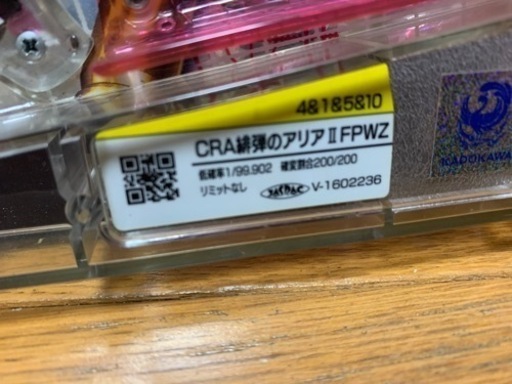 4&1&5&10
CRA緋弾のアリアⅡFPWZ
低確率1/99.902 確変割合200/200
リミットなし
JASRAC V-1602236
KADOKAWA